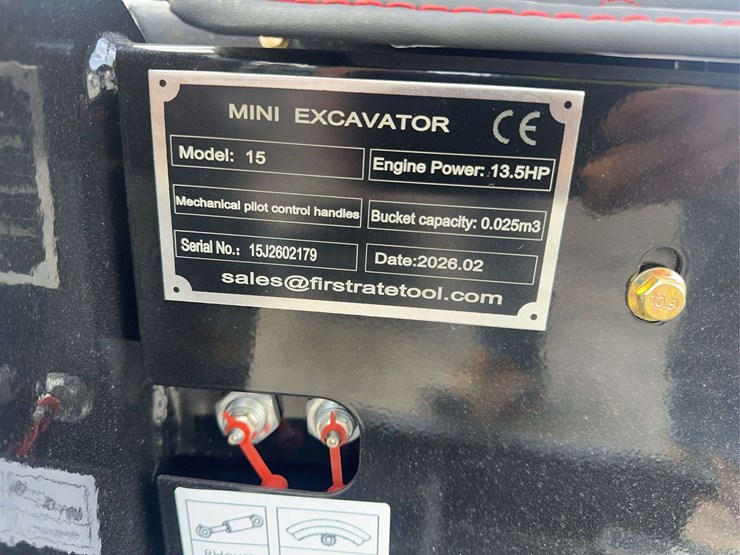 MINI EXCAVATOR CE
Model: 15
Engine Power: 13.5HP
Mechanical pilot control handles
Bucket capacity: 0.025m3
Serial No.: 15J2602179
Date:2026.02
sales@firstratetool.com
10.9